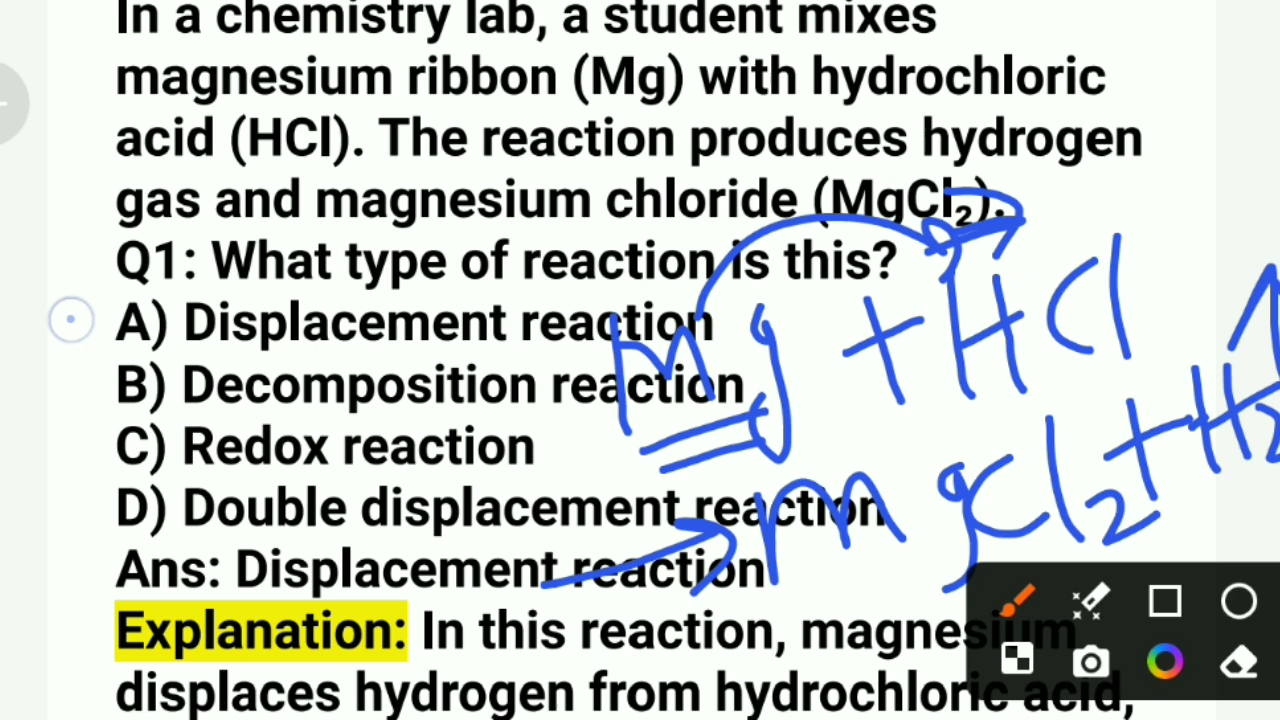 In a chemistry lab, a student mixes
magnesium ribbon (Mg) with hydrochloric
acid (HCl). The reaction produces hydrogen
gas and magnesium chloride (MgCl₂).
Q1: What type of reaction is this?
A) Displacement reaction
B) Decomposition reaction
C) Redox reaction
D) Double displacement reaction
Ans: Displacement reaction
Explanation: In this reaction, magnesium
displaces hydrogen from hydrochloric acid,
Mg + HCl
→ MgCl₂ + H₂ ↑